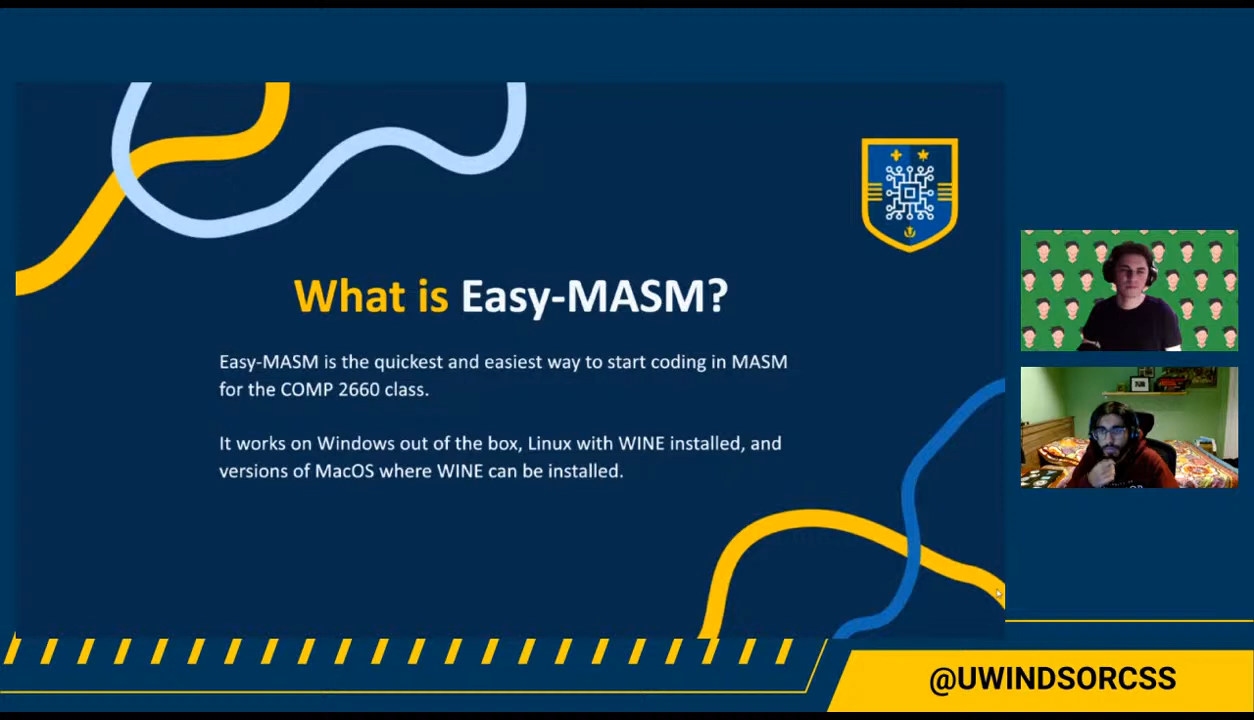 What is Easy-MASM?
Easy-MASM is the quickest and easiest way to start coding in MASM
for the COMP 2660 class.
It works on Windows out of the box, Linux with WINE installed, and
versions of MacOS where WINE can be installed.
@UWINDSORCSS